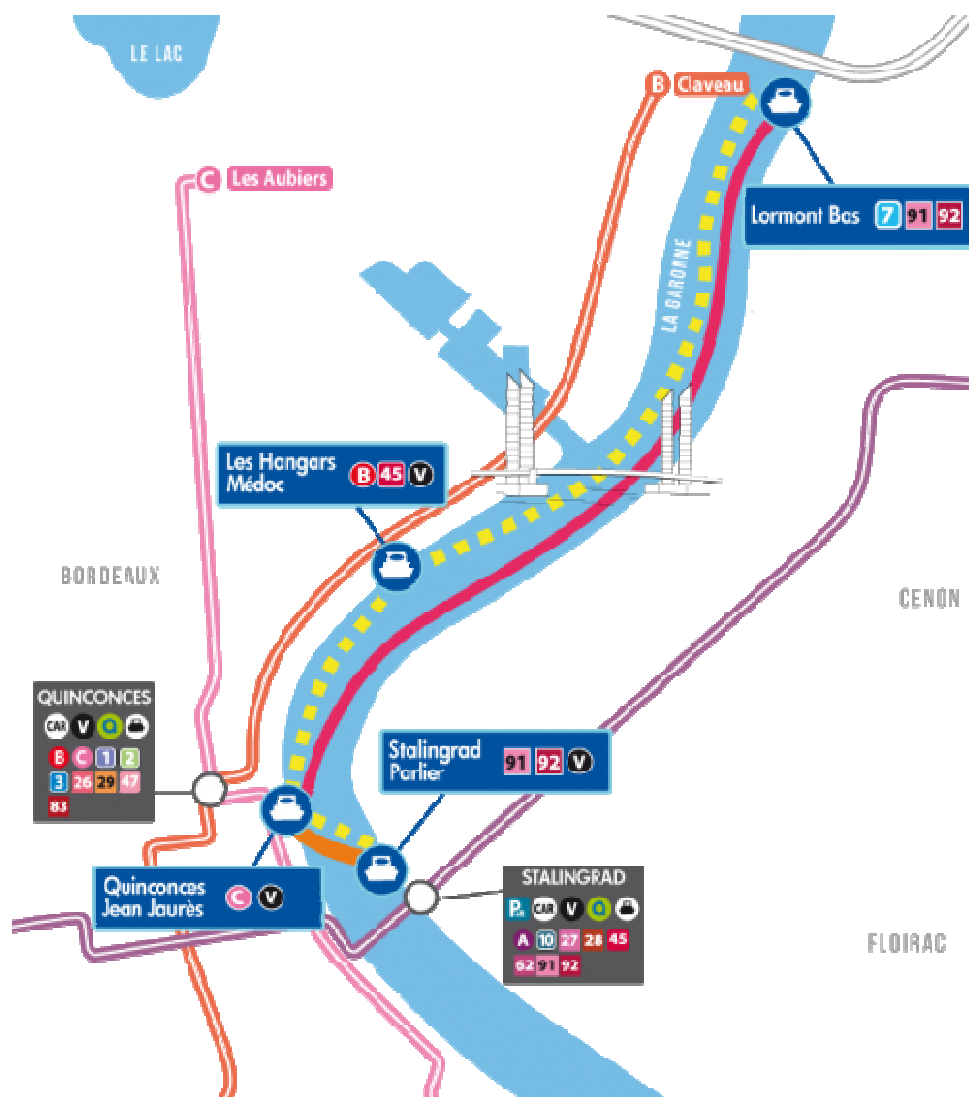 LE LAC
B Claveau
C Les Aubiers
Lormont Bas 7 91 92
LA GARONNE
Les Hangars
Médoc
B 45 V
BORDEAUX
CENON
QUINCONCES
CAR V
B C 1 2
3 26 29 47
83
Stalingrad
Parlier
91 92 V
Quinconces
Jean Jaurès
C V
STALINGRAD
CAR V
A 10 27 28 45
62 91 92
FLOIRAC